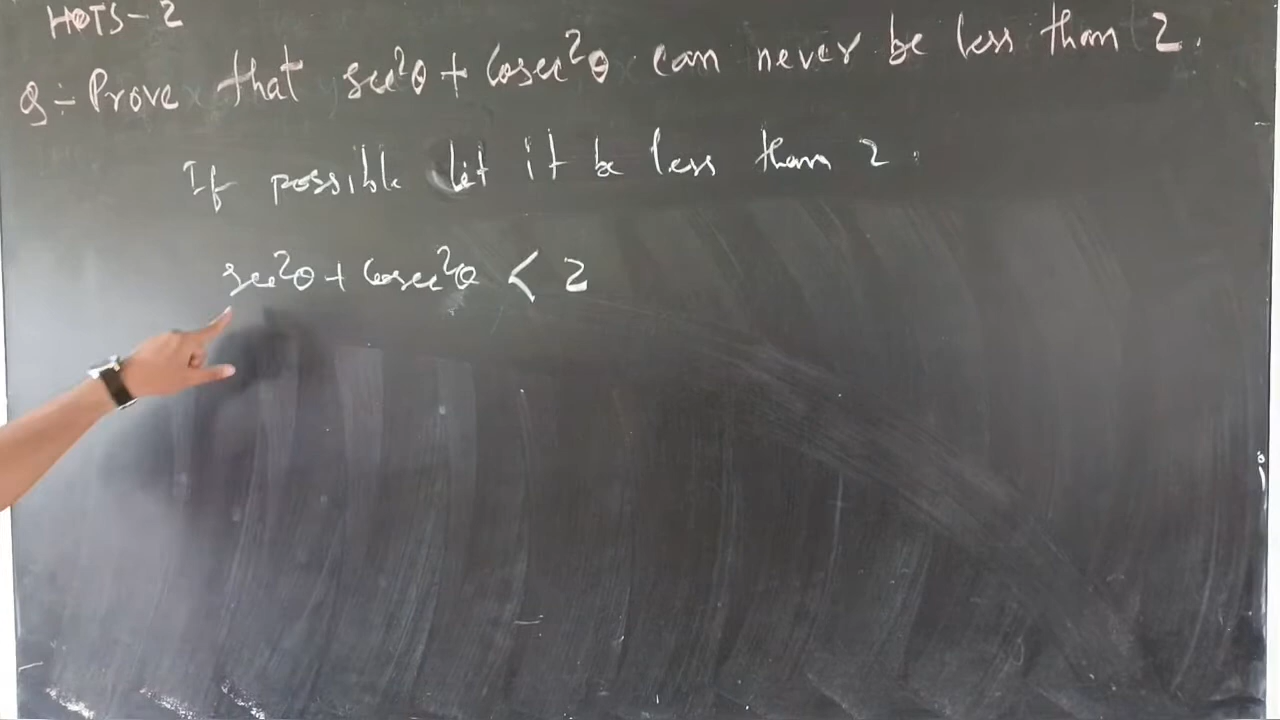 HOTS-2
Q÷ Prove that sec²θ + Cosec²θ can never be less than 2.
If possible let it be less than 2.
sec²θ + Cosec²θ < 2